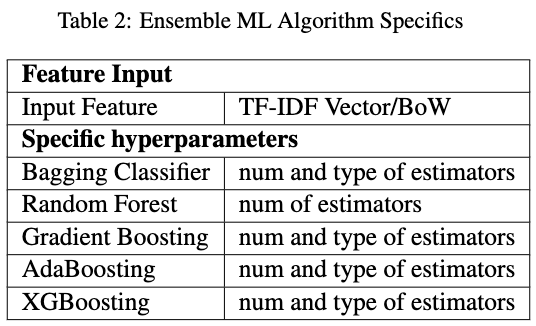 Table 2: Ensemble ML Algorithm Specifics
Feature Input
Input Feature TF-IDF Vector/BoW
Specific hyperparameters
Bagging Classifier num and type of estimators
Random Forest num of estimators
Gradient Boosting num and type of estimators
AdaBoosting num and type of estimators
XGBoosting num and type of estimators